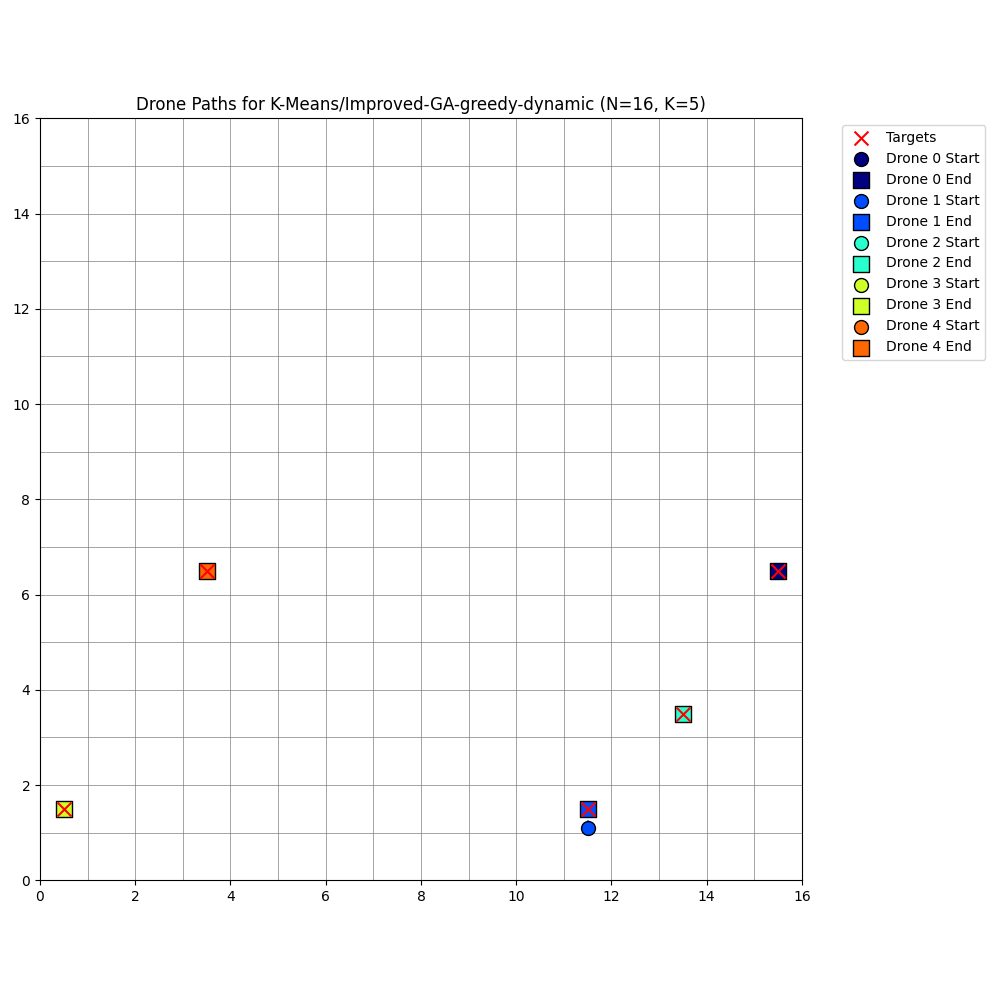 Drone Paths for K-Means/Improved-GA-greedy-dynamic (N=16, K=5)
16
14
12
10
8
6
4
2
0
0 2 4 6 8 10 12 14 16
Targets
Drone 0 Start
Drone 0 End
Drone 1 Start
Drone 1 End
Drone 2 Start
Drone 2 End
Drone 3 Start
Drone 3 End
Drone 4 Start
Drone 4 End